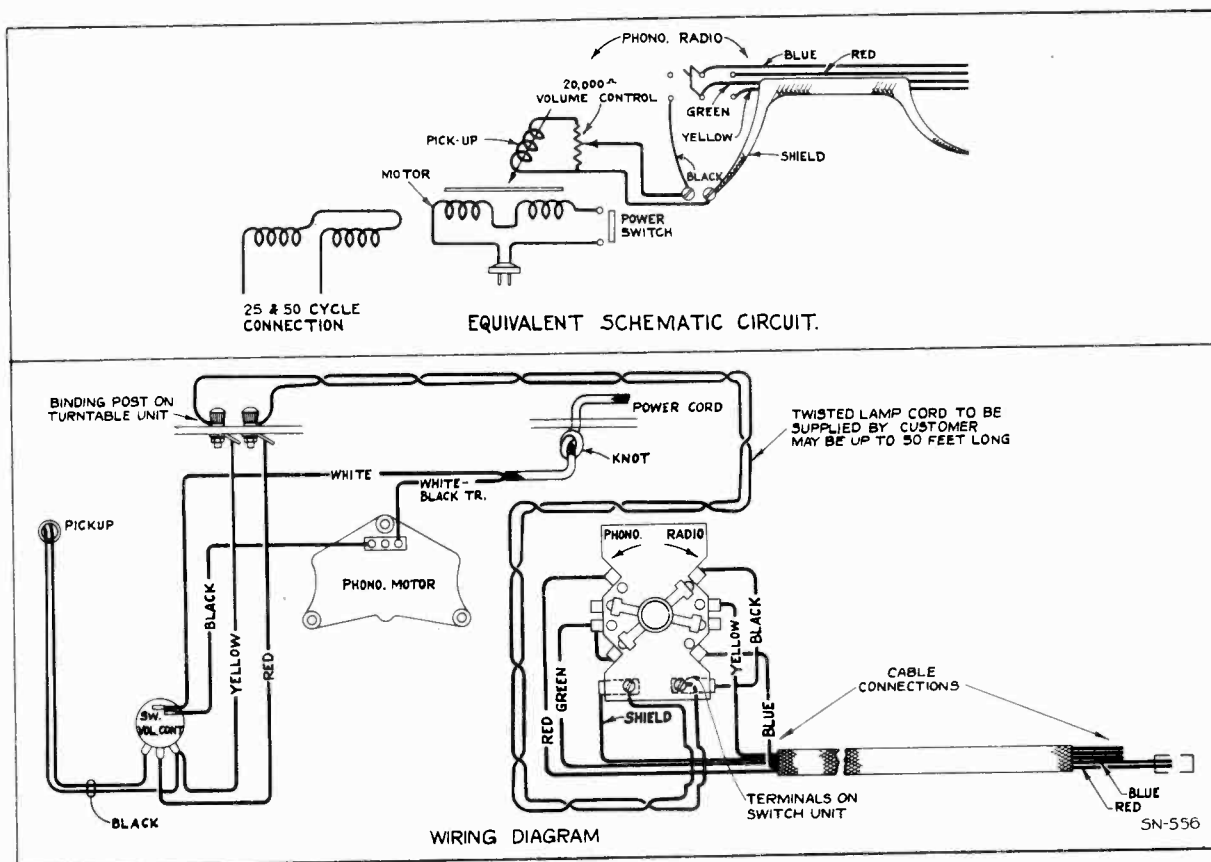 PHONO. RADIO
BLUE
RED
20,000Ω
VOLUME CONTROL
GREEN
YELLOW
PICK-UP
SHIELD
BLACK
MOTOR
POWER
SWITCH
25 & 50 CYCLE
CONNECTION
EQUIVALENT SCHEMATIC CIRCUIT.
BINDING POST ON
TURNTABLE UNIT
POWER CORD
TWISTED LAMP CORD TO BE
SUPPLIED BY CUSTOMER
MAY BE UP TO 50 FEET LONG
KNOT
WHITE
WHITE-
BLACK TR.
PICKUP
PHONO. RADIO
PHONO. MOTOR
BLACK
YELLOW
RED
RED
GREEN
YELLOW
BLACK
BLUE
CABLE
CONNECTIONS
SHIELD
SW.
VOL. CONT
BLACK
TERMINALS ON
SWITCH UNIT
BLUE
RED
WIRING DIAGRAM
SN-556